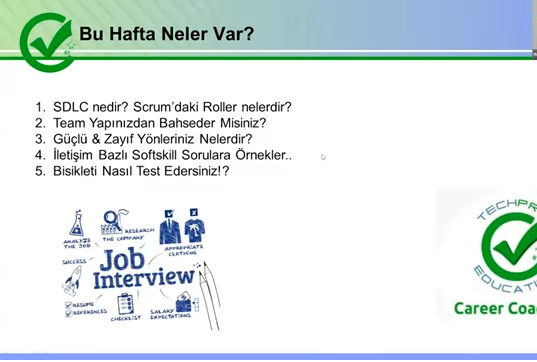 Bu Hafta Neler Var?
1. SDLC nedir? Scrum'daki Roller nelerdir?
2. Team Yapınızdan Bahseder Misiniz?
3. Güçlü & Zayıf Yönleriniz Nelerdir?
4. İletişim Bazlı Softskill Sorulara Örnekler..
5. Bisikleti Nasıl Test Edersiniz!?
ANALYZE
THE JOB
RESEARCH
THE COMPANY
APPROPRIATE
CLOTHING
SUCCESS
Job
Interview
RESUME
REFERENCES
CHECKLIST
SALARY
EXPECTATIONS
TECHPR
EDUCATI
Career Coa